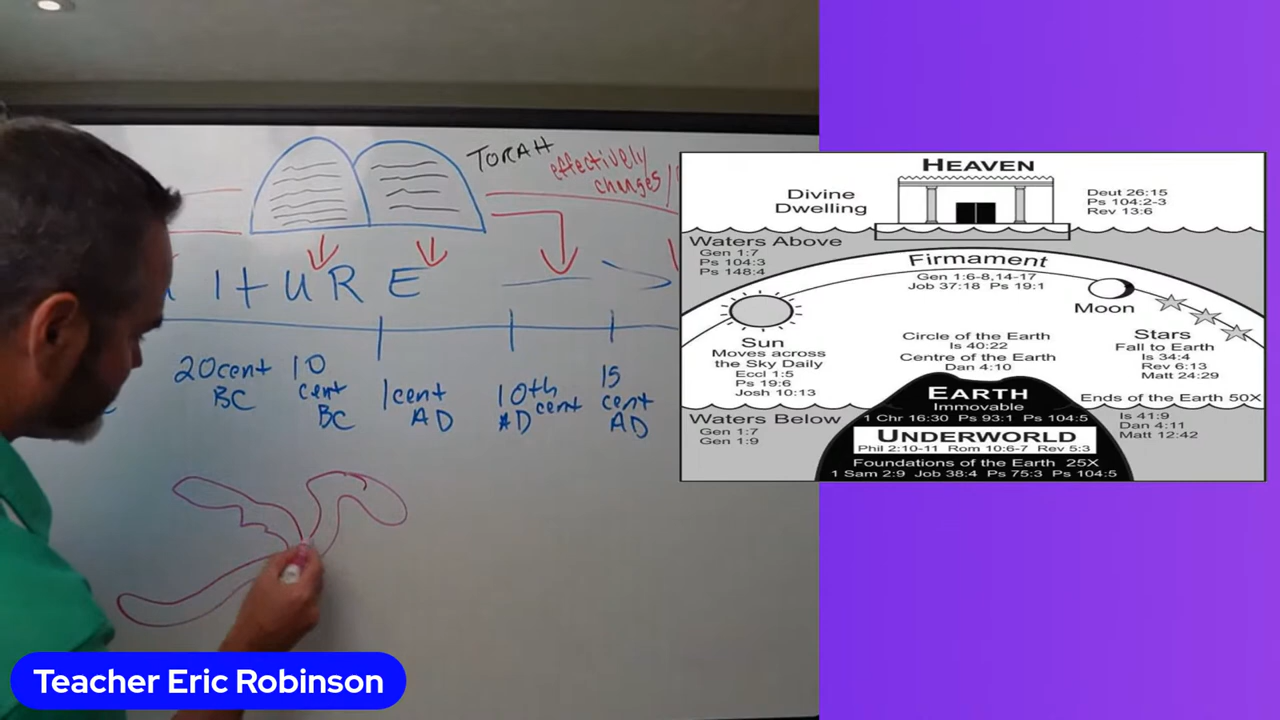 TORAH
effectively
changes/
ItURE
20cent
BC
10
cent
BC
1cent
AD
10th
cent
AD
15
cent
AD
Teacher Eric Robinson
HEAVEN
Divine
Dwelling
Deut 26:15
Ps 104:2-3
Rev 13:6
Waters Above
Gen 1:7
Ps 104:3
Ps 148:4
Firmament
Gen 1:6-8,14-17
Job 37:18 Ps 19:1
Moon
Sun
Moves across
the Sky Daily
Eccl 1:5
Ps 19:6
Josh 10:13
Circle of the Earth
Is 40:22
Centre of the Earth
Dan 4:10
Stars
Fall to Earth
Is 34:4
Rev 6:13
Matt 24:29
EARTH
Immovable
1 Chr 16:30 Ps 93:1 Ps 104:5
Ends of the Earth 50X
Is 41:9
Dan 4:11
Matt 12:42
Waters Below
Gen 1:7
Gen 1:9
UNDERWORLD
Phil 2:10-11 Rom 10:6-7 Rev 5:3
Foundations of the Earth 25X
1 Sam 2:9 Job 38:4 Ps 75:3 Ps 104:5